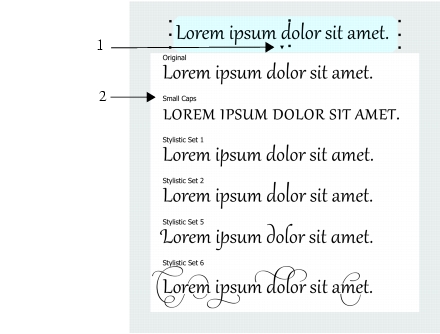 Lorem ipsum dolor sit amet.
1
Original
Lorem ipsum dolor sit amet.
2
Small Caps
LOREM IPSUM DOLOR SIT AMET.
Stylistic Set 1
Lorem ipsum dolor sit amet.
Stylistic Set 2
Lorem ipsum dolor sit amet.
Stylistic Set 5
Lorem ipsum dolor sit amet.
Stylistic Set 6
Lorem ipsum dolor sit amet.